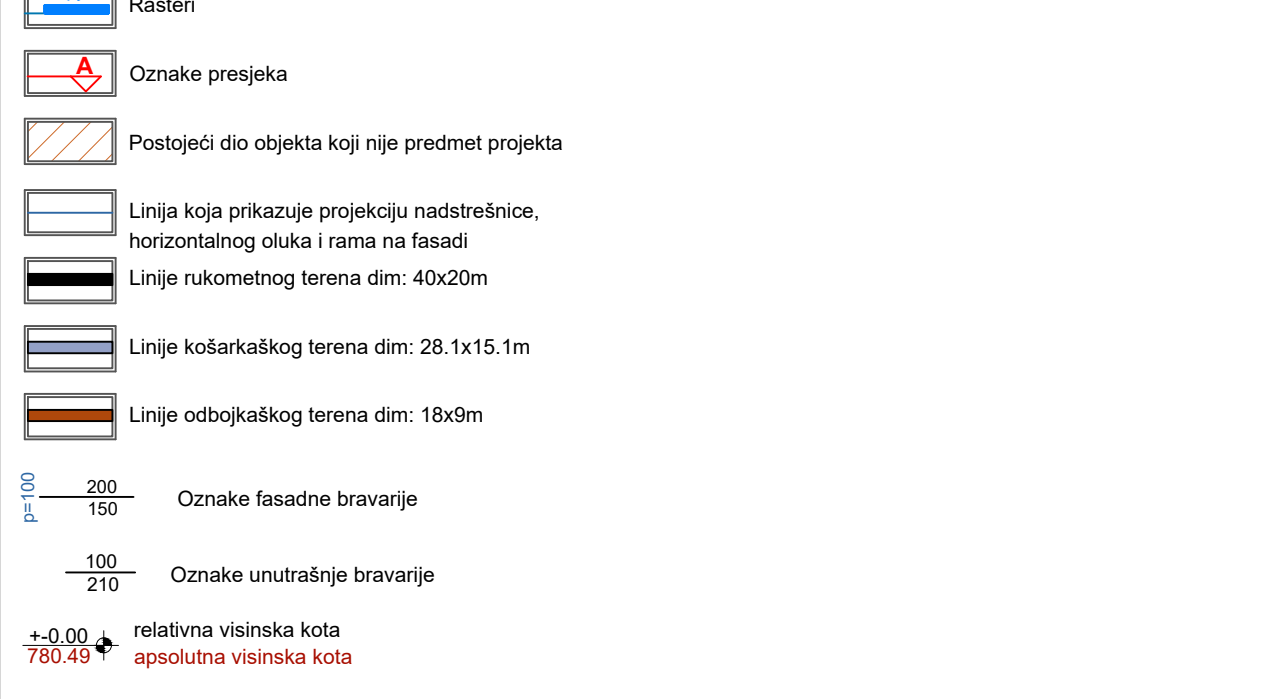 Rasteri
A
Oznake presjeka
Postojeći dio objekta koji nije predmet projekta
Linija koja prikazuje projekciju nadstrešnice,
horizontalnog oluka i rama na fasadi
Linije rukometnog terena dim: 40x20m
Linije košarkaškog terena dim: 28.1x15.1m
Linije odbojkaškog terena dim: 18x9m
p=100
200
150
Oznake fasadne bravarije
100
210
Oznake unutrašnje bravarije
+-0.00
780.49
relativna visinska kota
apsolutna visinska kota